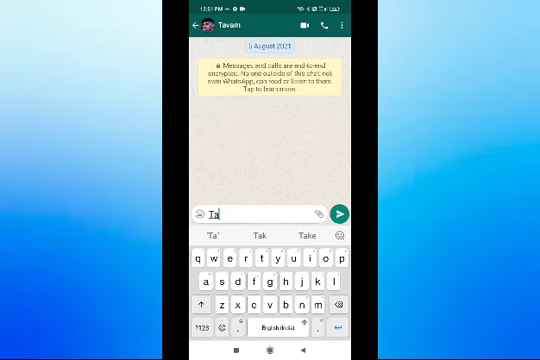 12:51 PM
Tavam
5 August 2021
Messages and calls are end-to-end
encrypted. No one outside of this chat, not
even WhatsApp, can read or listen to them.
Tap to learn more.
Ta
'Ta' Tak Take
q w e r t y u i o p
a s d f g h j k l
z x c v b n m
?123 , English (India) .